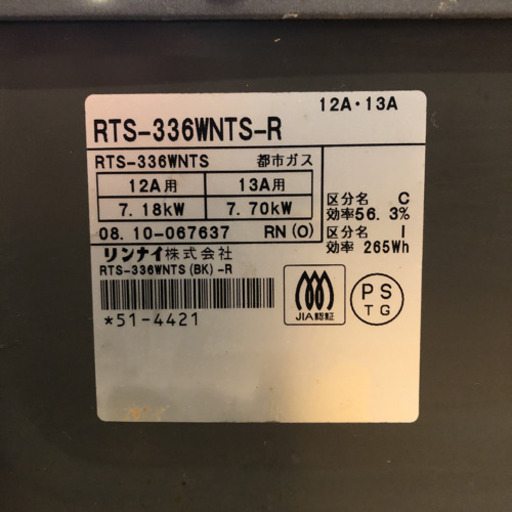 12A・13A
RTS-336WNTS-R
RTS-336WNTS 都市ガス
12A用 13A用
7.18kW 7.70kW
区分名 C
効率56.3%
08.10-067637 RN(O)
区分名 I
効率 265Wh
リンナイ株式会社
RTS-336WNTS(BK)-R
*51-4421
JIA認証
PS
TG